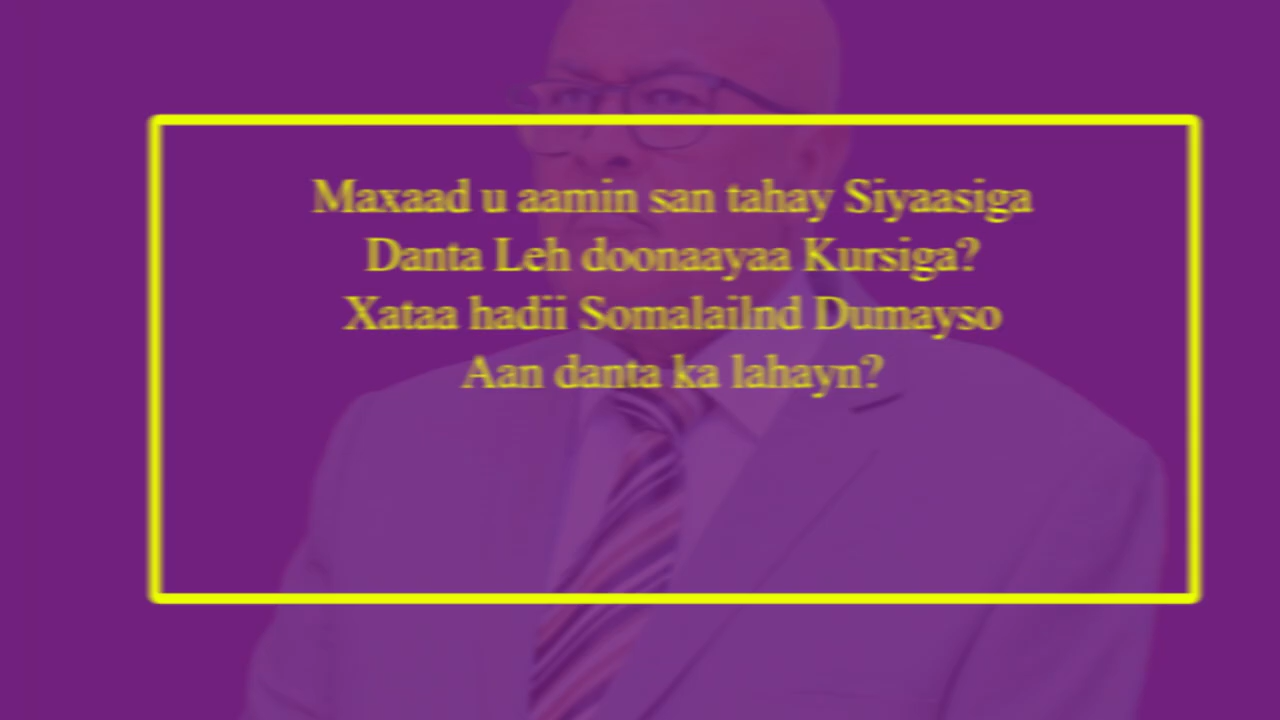 Maxaad u aamin san tahay Siyaasiga
Danta Leh doonaayaa Kursiga?
Xataa hadii Somalailnd Dumayso
Aan danta ka lahayn?